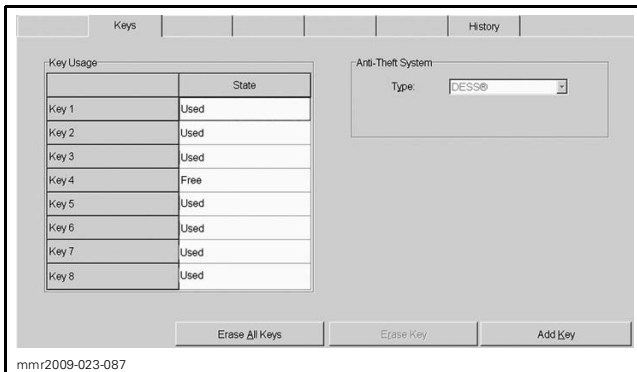 Keys
History
Key Usage
State
Key 1 Used
Key 2 Used
Key 3 Used
Key 4 Free
Key 5 Used
Key 6 Used
Key 7 Used
Key 8 Used
Anti-Theft System
Type: DESS®
Erase All Keys
Erase Key
Add Key
mmr2009-023-087